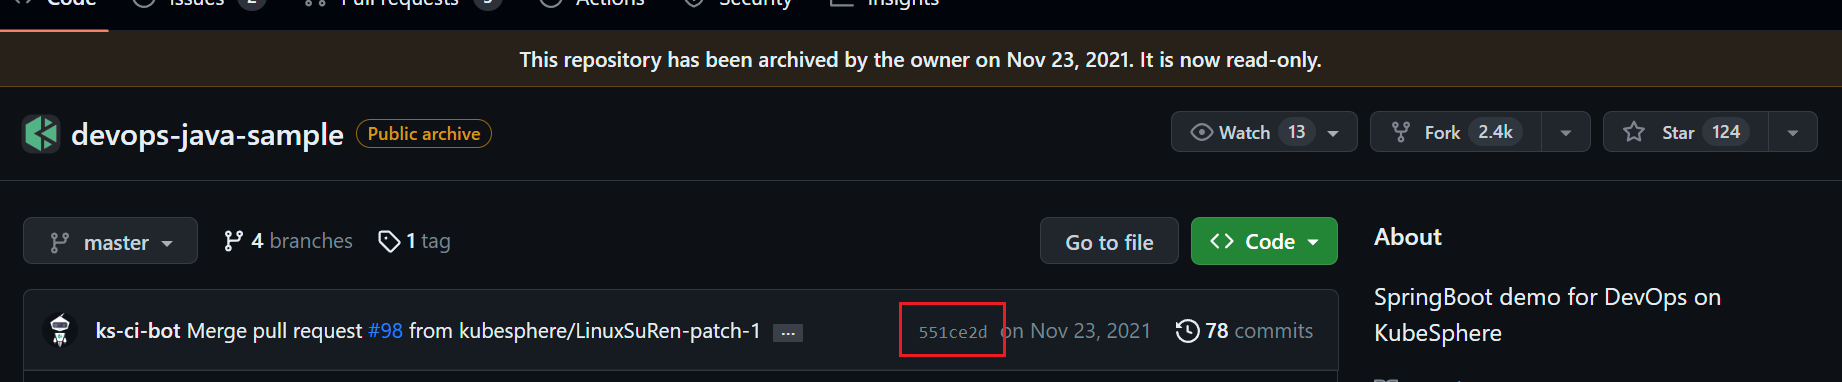 Code Issues 2 Pull requests Actions Security Insights
This repository has been archived by the owner on Nov 23, 2021. It is now read-only.
devops-java-sample Public archive Watch 13 Fork 2.4k Star 124
master 4 branches 1 tag Go to file Code About
SpringBoot demo for DevOps on
KubeSphere
ks-ci-bot Merge pull request #98 from kubesphere/LinuxSuRen-patch-1 ... 551ce2d on Nov 23, 2021 78 commits